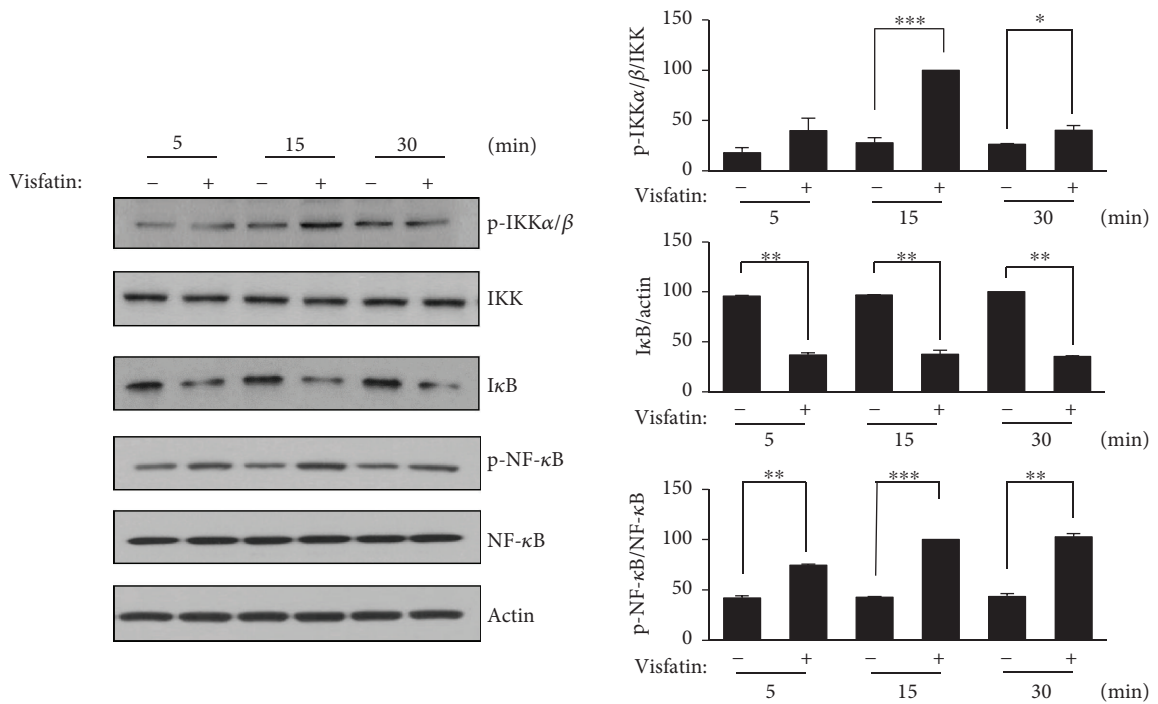 5 15 30 (min)
Visfatin: − + − + − +
p-IKKα/β
IKK
IκB
p-NF-κB
NF-κB
Actin
p-IKKα/β/IKK
150
100
50
0
*** *
Visfatin: − + − + − +
5 15 30 (min)
IκB/actin
150
100
50
0
** ** **
Visfatin: − + − + − +
5 15 30 (min)
p-NF-κB/NF-κB
150
100
50
0
** *** **
Visfatin: − + − + − +
5 15 30 (min)